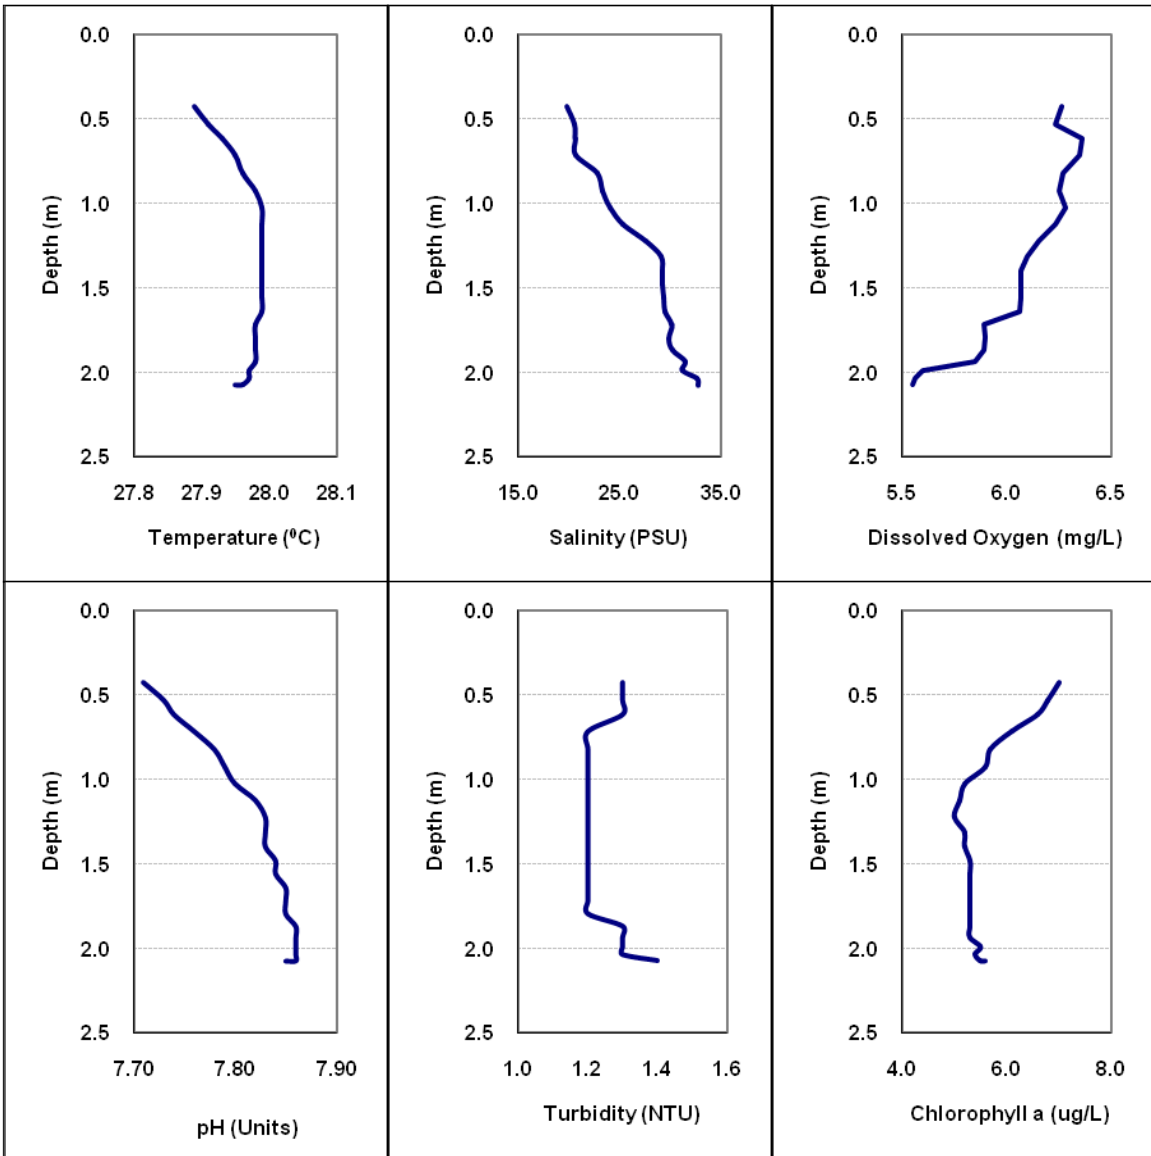 0.0
0.5
1.0
1.5
2.0
2.5
Depth (m)
27.8 27.9 28.0 28.1
Temperature (⁰C)
0.0
0.5
1.0
1.5
2.0
2.5
Depth (m)
15.0 25.0 35.0
Salinity (PSU)
0.0
0.5
1.0
1.5
2.0
2.5
Depth (m)
5.5 6.0 6.5
Dissolved Oxygen (mg/L)
0.0
0.5
1.0
1.5
2.0
2.5
Depth (m)
7.70 7.80 7.90
pH (Units)
0.0
0.5
1.0
1.5
2.0
2.5
Depth (m)
1.0 1.2 1.4 1.6
Turbidity (NTU)
0.0
0.5
1.0
1.5
2.0
2.5
Depth (m)
4.0 6.0 8.0
Chlorophyll a (ug/L)